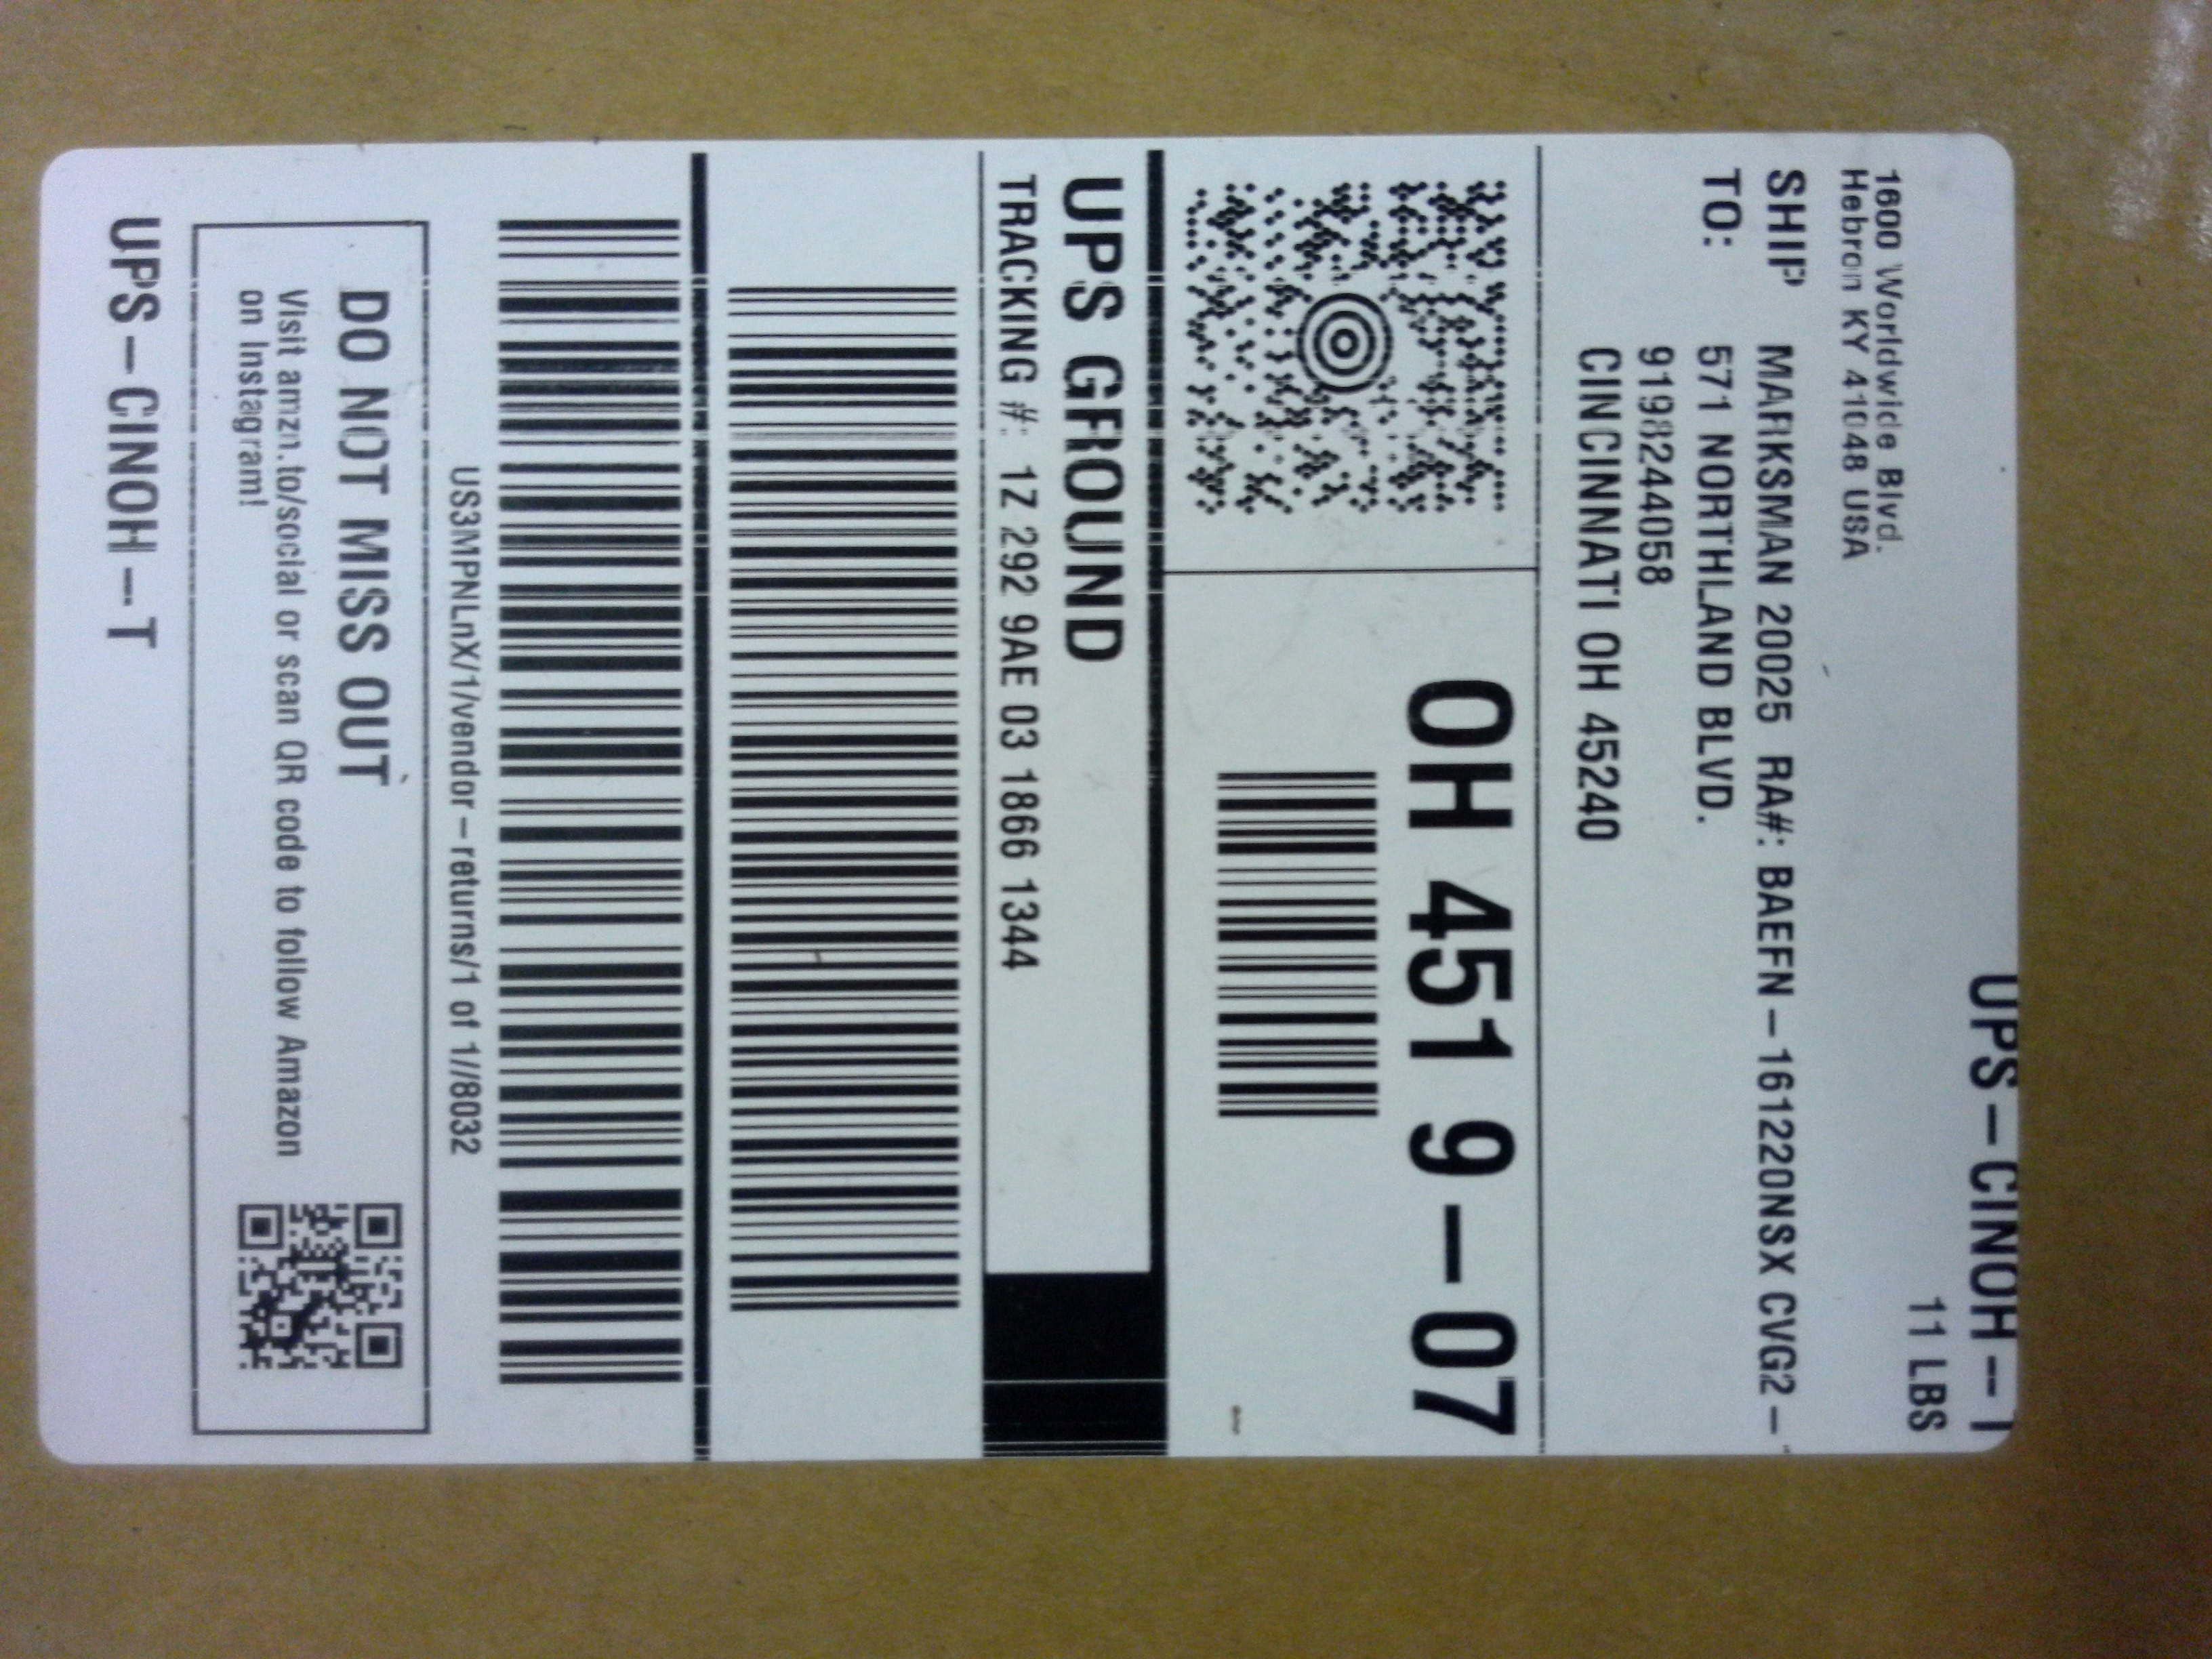 UPS-CINOH-T
11 LBS
1600 Worldwide Blvd.
Hebron KY 41048 USA
SHIP MARKSMAN 20025 RA#: BAEFN-161220NSX CVG2-
TO: 571 NORTHLAND BLVD.
9198244058
CINCINNATI OH 45240
OH 451 9-07
UPS GROUND
TRACKING #: 1Z 292 9AE 03 1866 1344
US3MPNLnX/1/vendor-returns/1 of 1//8032
DO NOT MISS OUT
Visit amzn.to/social or scan QR code to follow Amazon
on Instagram!
UPS-CINOH-T